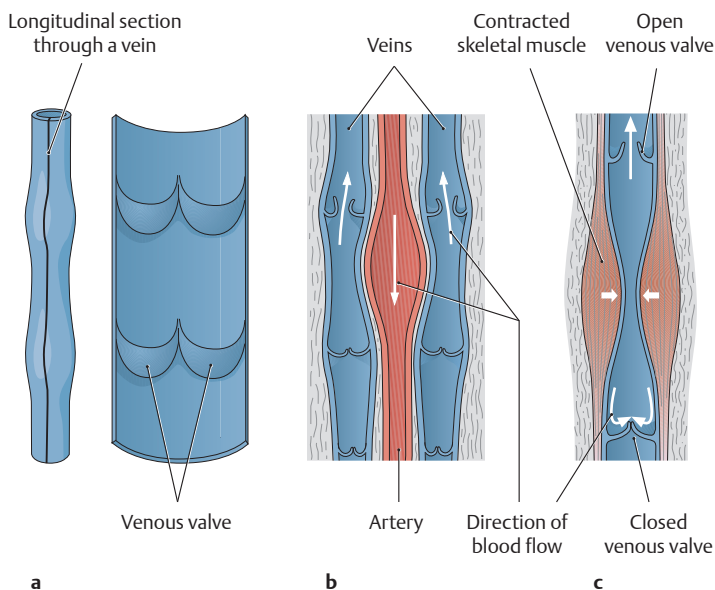 Longitudinal section
through a vein
Veins
Contracted
skeletal muscle
Open
venous valve
Venous valve
Artery
Direction of
blood flow
Closed
venous valve
a
b
c